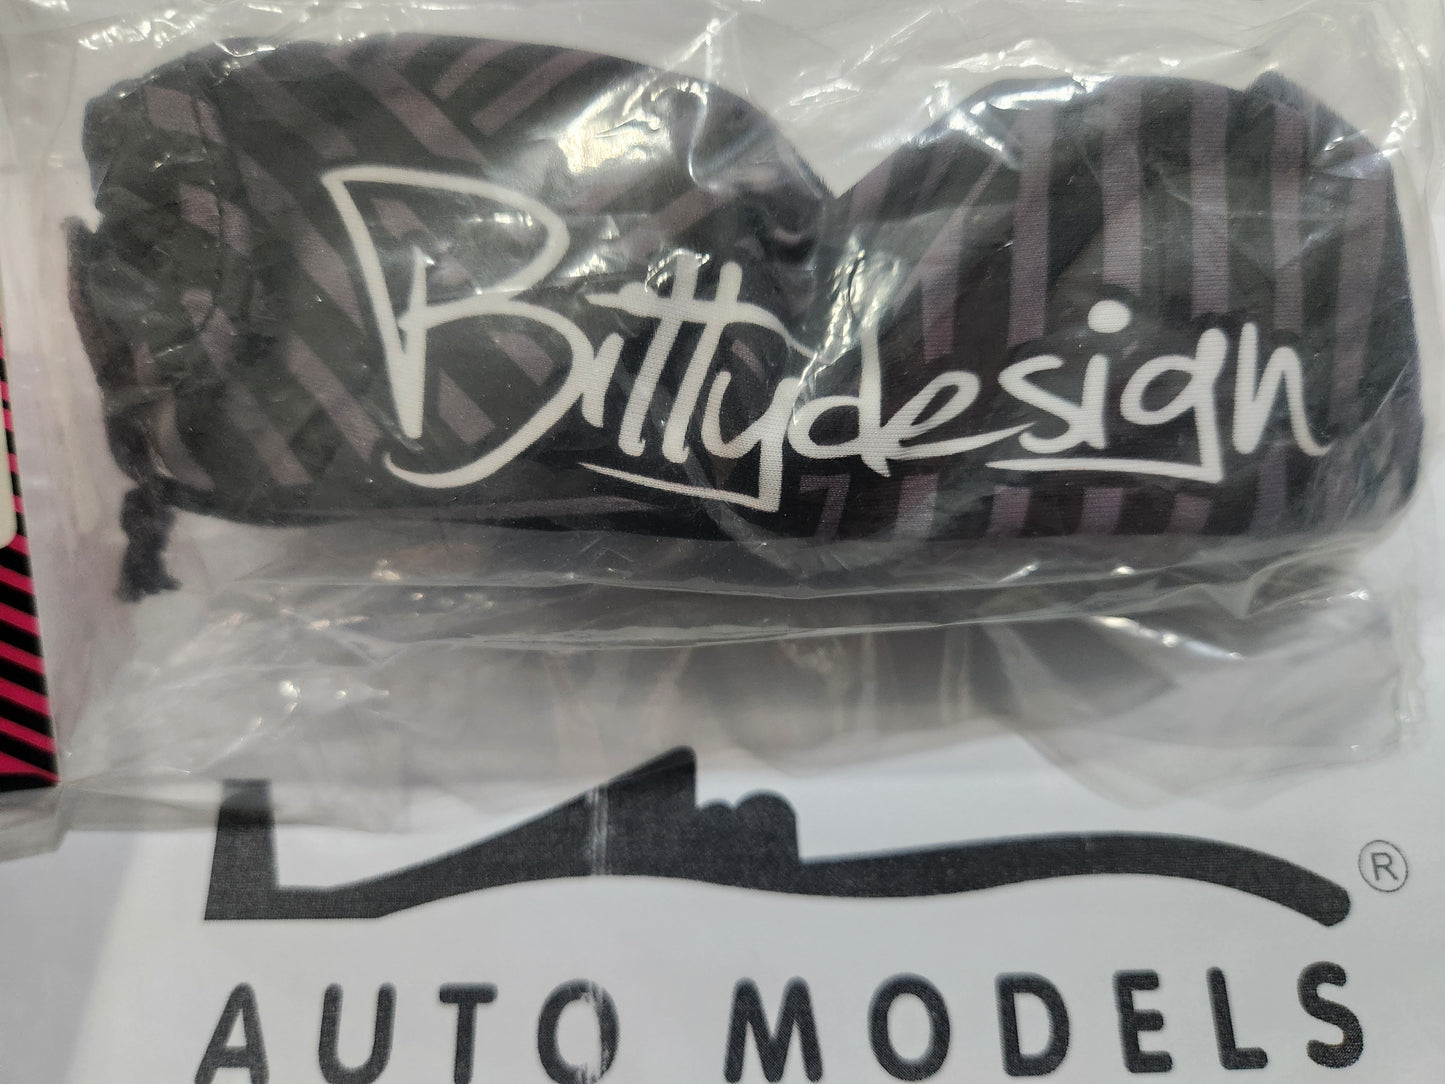 Bittydesign
®
AUTO MODELS